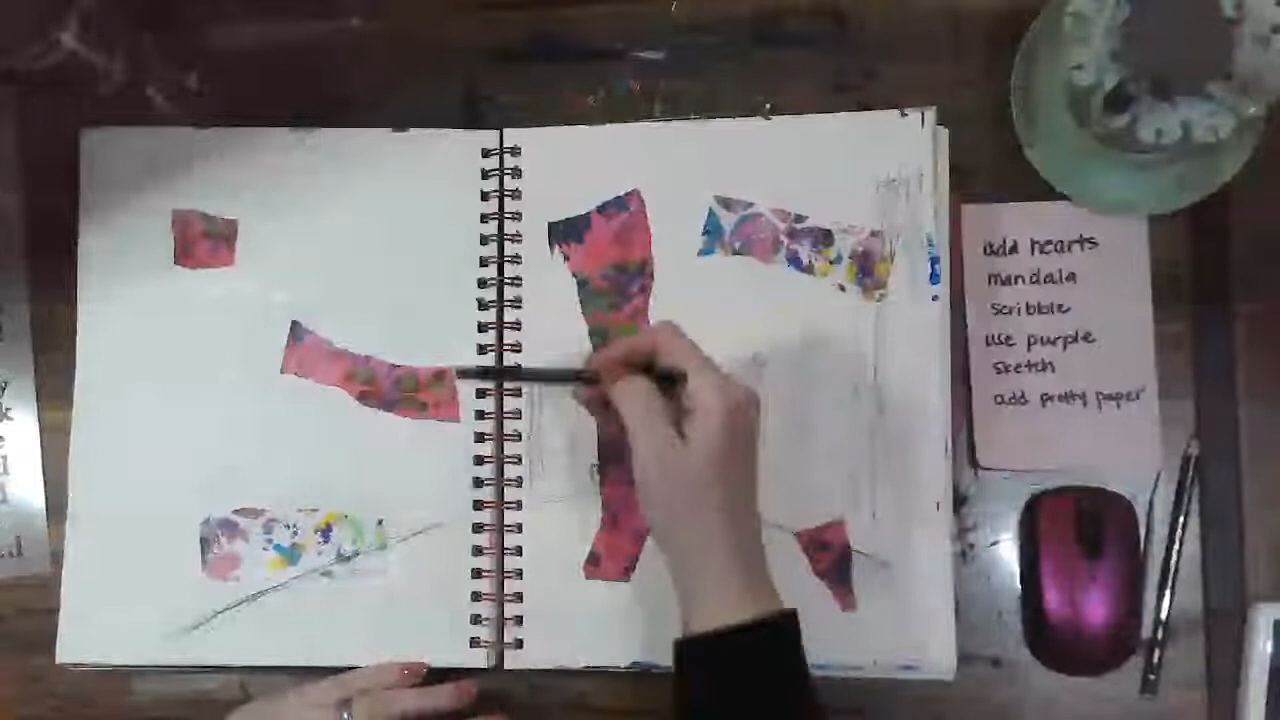 add hearts
mandala
scribble
use purple
sketch
add pretty paper